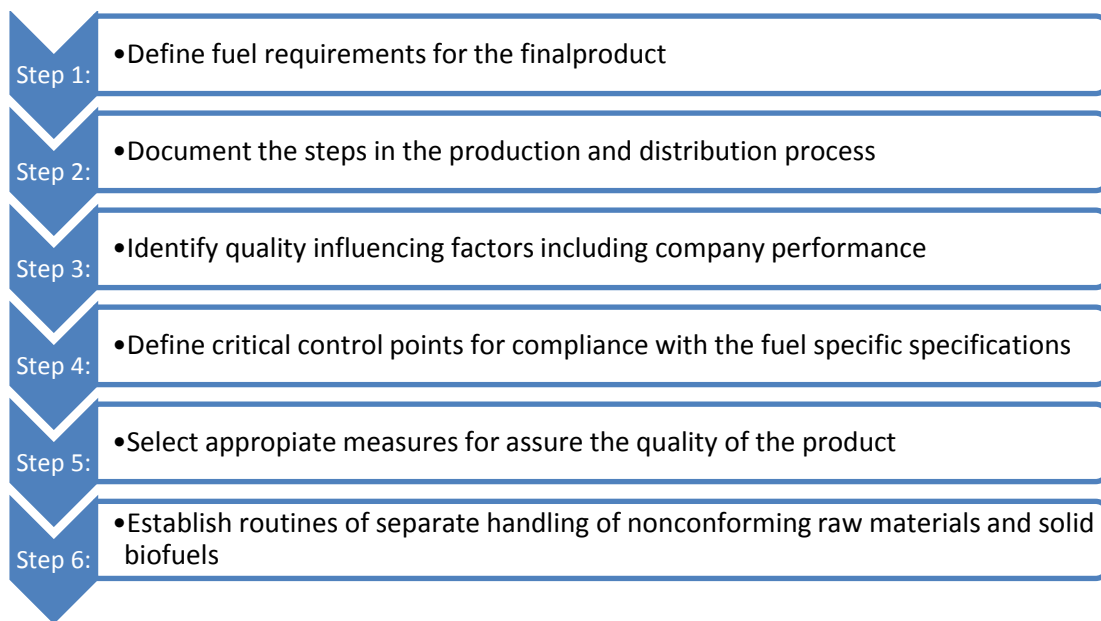 Step 1:
•Define fuel requirements for the finalproduct
Step 2:
•Document the steps in the production and distribution process
Step 3:
•Identify quality influencing factors including company performance
Step 4:
•Define critical control points for compliance with the fuel specific specifications
Step 5:
•Select appropiate measures for assure the quality of the product
Step 6:
•Establish routines of separate handling of nonconforming raw materials and solid
biofuels